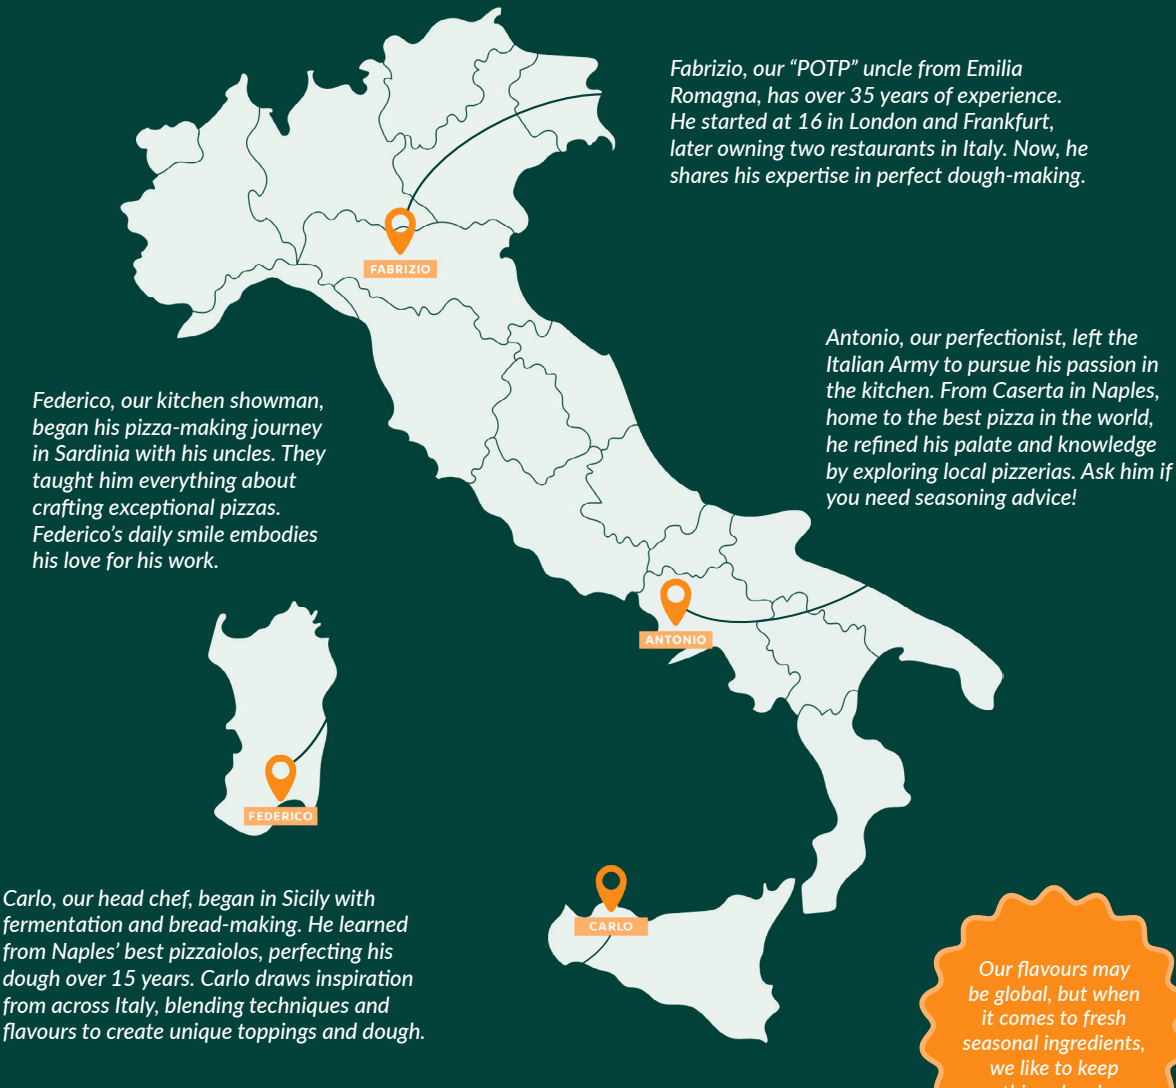 Fabrizio, our “POTP” uncle from Emilia
Romagna, has over 35 years of experience.
He started at 16 in London and Frankfurt,
later owning two restaurants in Italy. Now, he
shares his expertise in perfect dough-making.
FABRIZIO
Antonio, our perfectionist, left the
Italian Army to pursue his passion in
the kitchen. From Caserta in Naples,
home to the best pizza in the world,
he refined his palate and knowledge
by exploring local pizzerias. Ask him if
you need seasoning advice!
Federico, our kitchen showman,
began his pizza-making journey
in Sardinia with his uncles. They
taught him everything about
crafting exceptional pizzas.
Federico’s daily smile embodies
his love for his work.
ANTONIO
FEDERICO
Carlo, our head chef, began in Sicily with
fermentation and bread-making. He learned
from Naples’ best pizzaiolos, perfecting his
dough over 15 years. Carlo draws inspiration
from across Italy, blending techniques and
flavours to create unique toppings and dough.
CARLO
Our flavours may
be global, but when
it comes to fresh
seasonal ingredients,
we like to keep